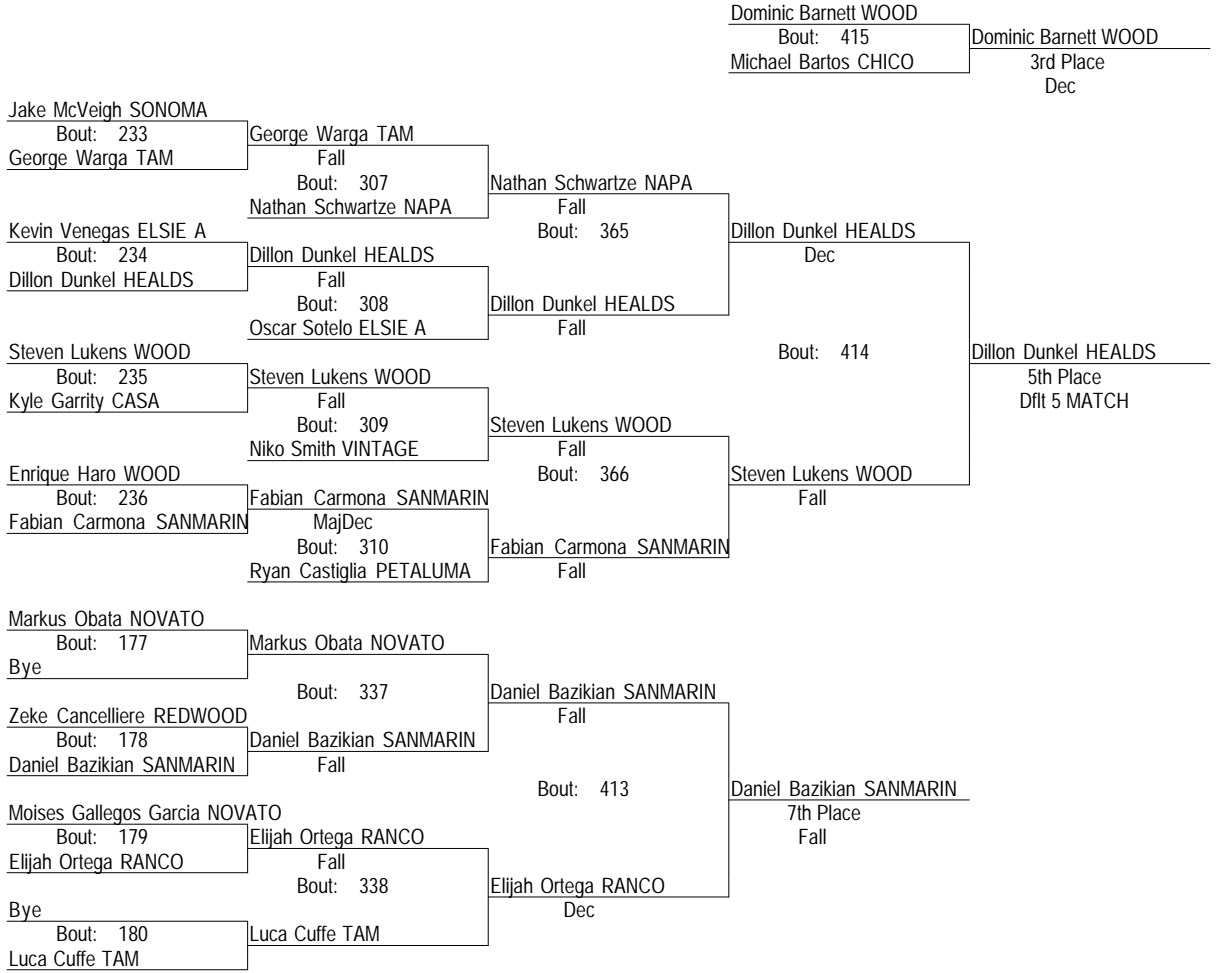 Dominic Barnett WOOD
Bout: 415
Dominic Barnett WOOD
Michael Bartos CHICO
3rd Place
Dec
Jake McVeigh SONOMA
Bout: 233
George Warga TAM
George Warga TAM
Fall
Bout: 307
Nathan Schwartze NAPA
Nathan Schwartze NAPA
Fall
Kevin Venegas ELSIE A
Bout: 365
Dillon Dunkel HEALDS
Bout: 234
Dillon Dunkel HEALDS
Dec
Dillon Dunkel HEALDS
Fall
Bout: 308
Dillon Dunkel HEALDS
Oscar Sotelo ELSIE A
Fall
Steven Lukens WOOD
Bout: 414
Dillon Dunkel HEALDS
Bout: 235
Steven Lukens WOOD
5th Place
Kyle Garrity CASA
Fall
Dflt 5 MATCH
Bout: 309
Steven Lukens WOOD
Niko Smith VINTAGE
Fall
Enrique Haro WOOD
Bout: 366
Steven Lukens WOOD
Bout: 236
Fabian Carmona SANMARIN
Fall
Fabian Carmona SANMARIN
MajDec
Bout: 310
Fabian Carmona SANMARIN
Ryan Castiglia PETALUMA
Fall
Markus Obata NOVATO
Bout: 177
Markus Obata NOVATO
Bye
Bout: 337
Daniel Bazikian SANMARIN
Zeke Cancelliere REDWOOD
Fall
Bout: 178
Daniel Bazikian SANMARIN
Daniel Bazikian SANMARIN
Fall
Bout: 413
Daniel Bazikian SANMARIN
Moises Gallegos Garcia NOVATO
7th Place
Bout: 179
Elijah Ortega RANCO
Fall
Elijah Ortega RANCO
Fall
Bout: 338
Elijah Ortega RANCO
Bye
Dec
Bout: 180
Luca Cuffe TAM
Luca Cuffe TAM